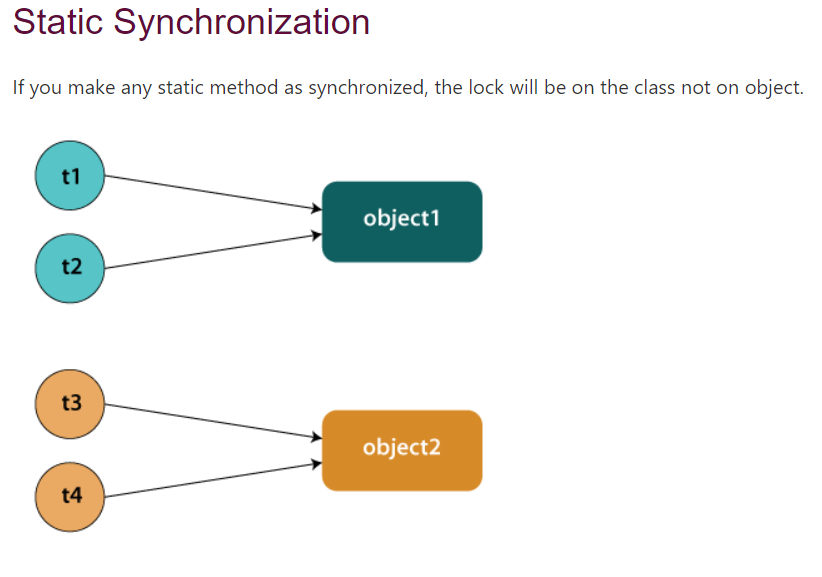 Static Synchronization
If you make any static method as synchronized, the lock will be on the class not on object.
t1
object1
t2
t3
object2
t4